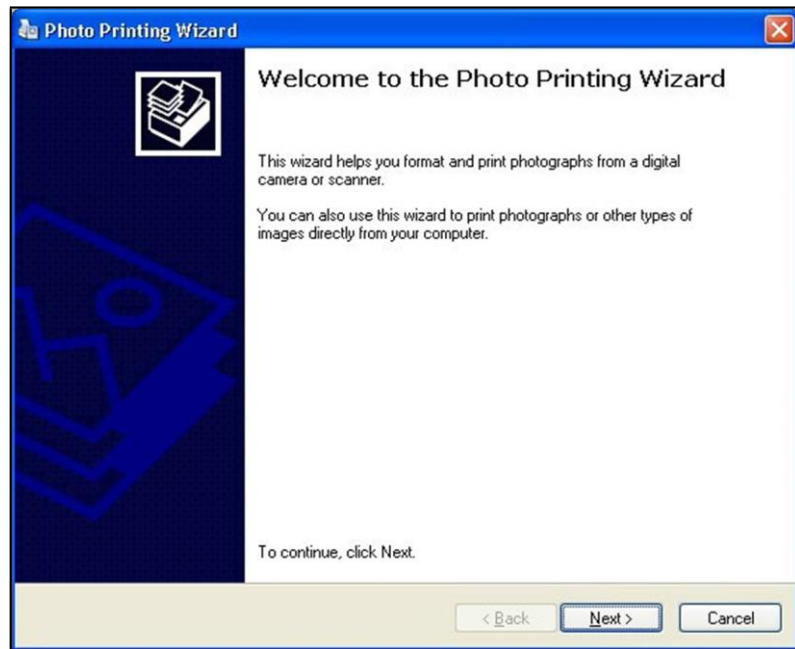 Photo Printing Wizard
Welcome to the Photo Printing Wizard
This wizard helps you format and print photographs from a digital
camera or scanner.
You can also use this wizard to print photographs or other types of
images directly from your computer.
To continue, click Next.
< Back Next > Cancel